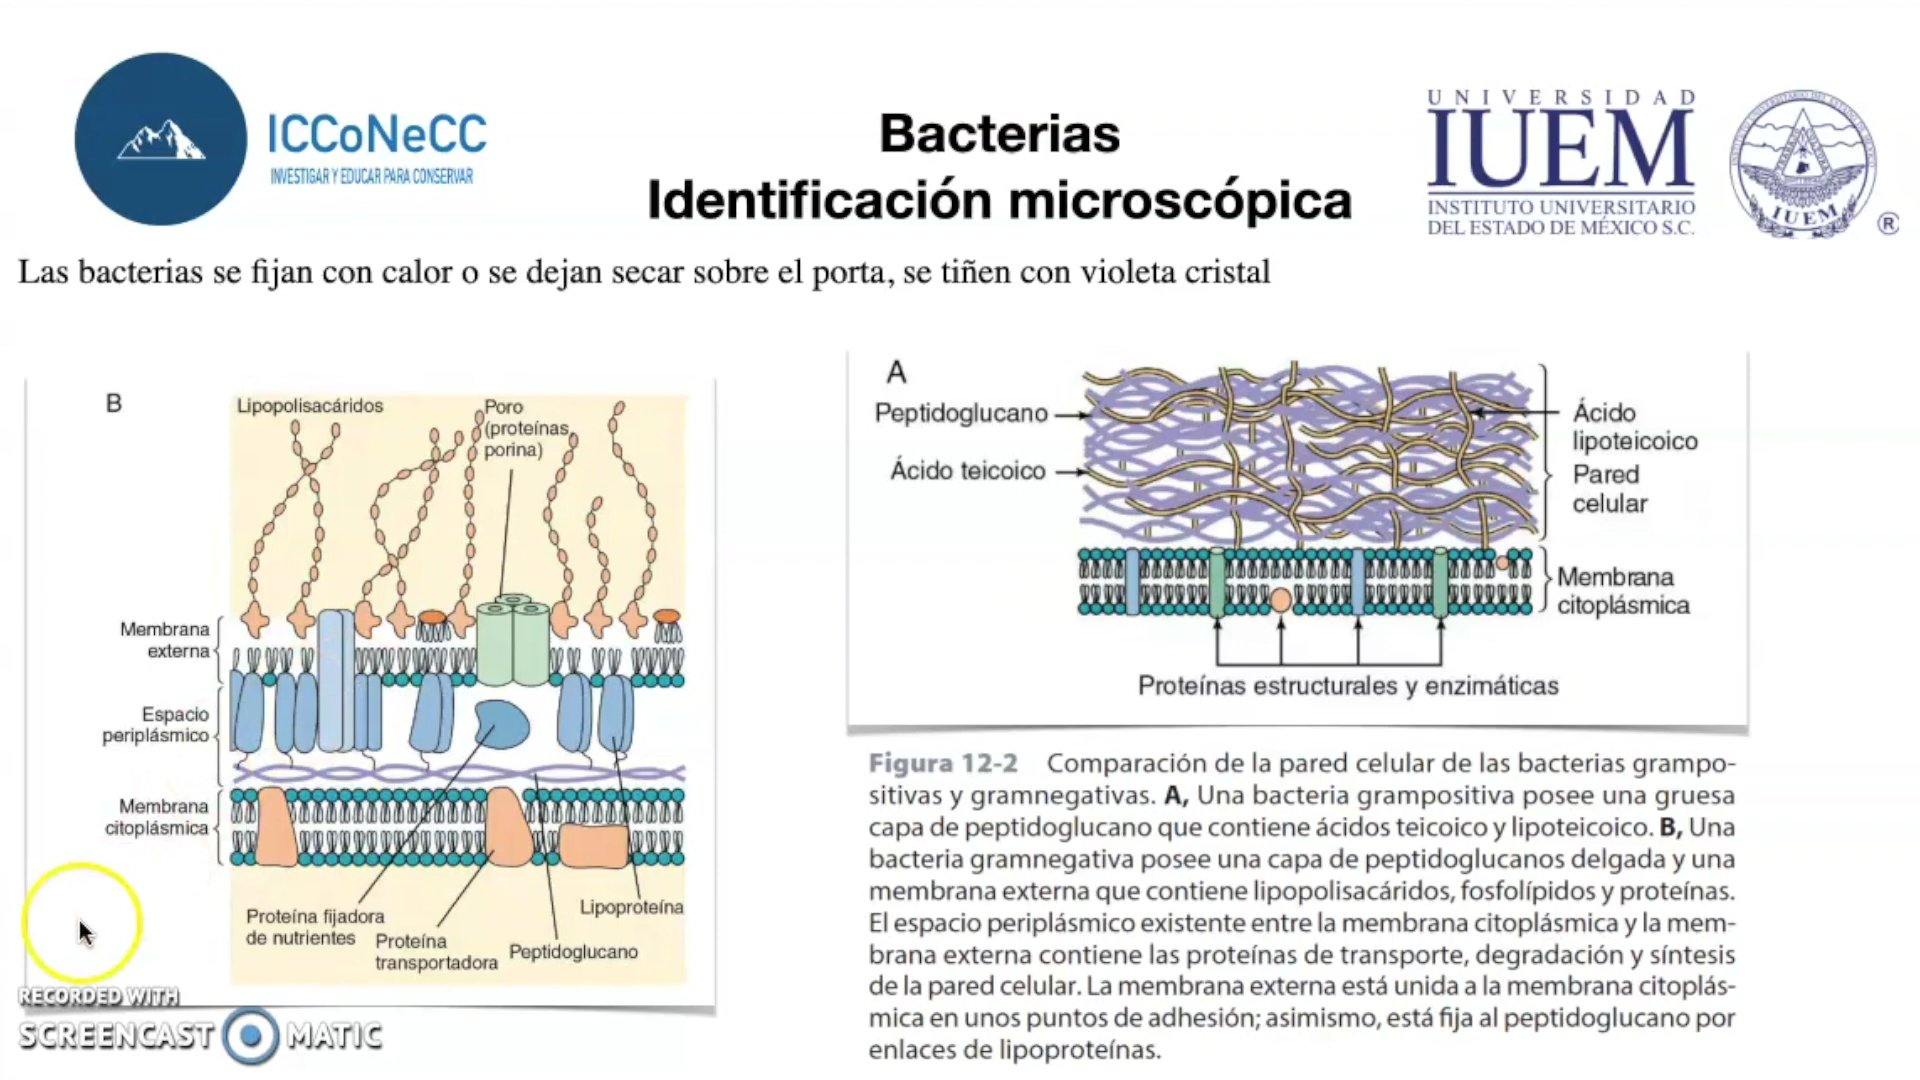 ICCoNeCC
INVESTIGAR Y EDUCAR PARA CONSERVAR
Bacterias
Identificación microscópica
UNIVERSIDAD
IUEM
INSTITUTO UNIVERSITARIO
DEL ESTADO DE MÉXICO S.C.
IUEM
®
Las bacterias se fijan con calor o se dejan secar sobre el porta, se tiñen con violeta cristal
B
Lipopolisacáridos
Poro
(proteínas
porina)
Membrana
externa
Espacio
periplásmico
Membrana
citoplásmica
Proteína fijadora
de nutrientes
Proteína
transportadora
Peptidoglucano
Lipoproteína
A
Peptidoglucano
Ácido teicoico
Ácido
lipoteicoico
Pared
celular
Membrana
citoplásmica
Proteínas estructurales y enzimáticas
Figura 12-2 Comparación de la pared celular de las bacterias grampo-
sitivas y gramnegativas. A, Una bacteria grampositiva posee una gruesa
capa de peptidoglucano que contiene ácidos teicoico y lipoteicoico. B, Una
bacteria gramnegativa posee una capa de peptidoglucanos delgada y una
membrana externa que contiene lipopolisacáridos, fosfolípidos y proteínas.
El espacio periplásmico existente entre la membrana citoplásmica y la mem-
brana externa contiene las proteínas de transporte, degradación y síntesis
de la pared celular. La membrana externa está unida a la membrana citoplás-
mica en unos puntos de adhesión; asimismo, está fija al peptidoglucano por
enlaces de lipoproteínas.
RECORDED WITH
SCREENCAST MATIC